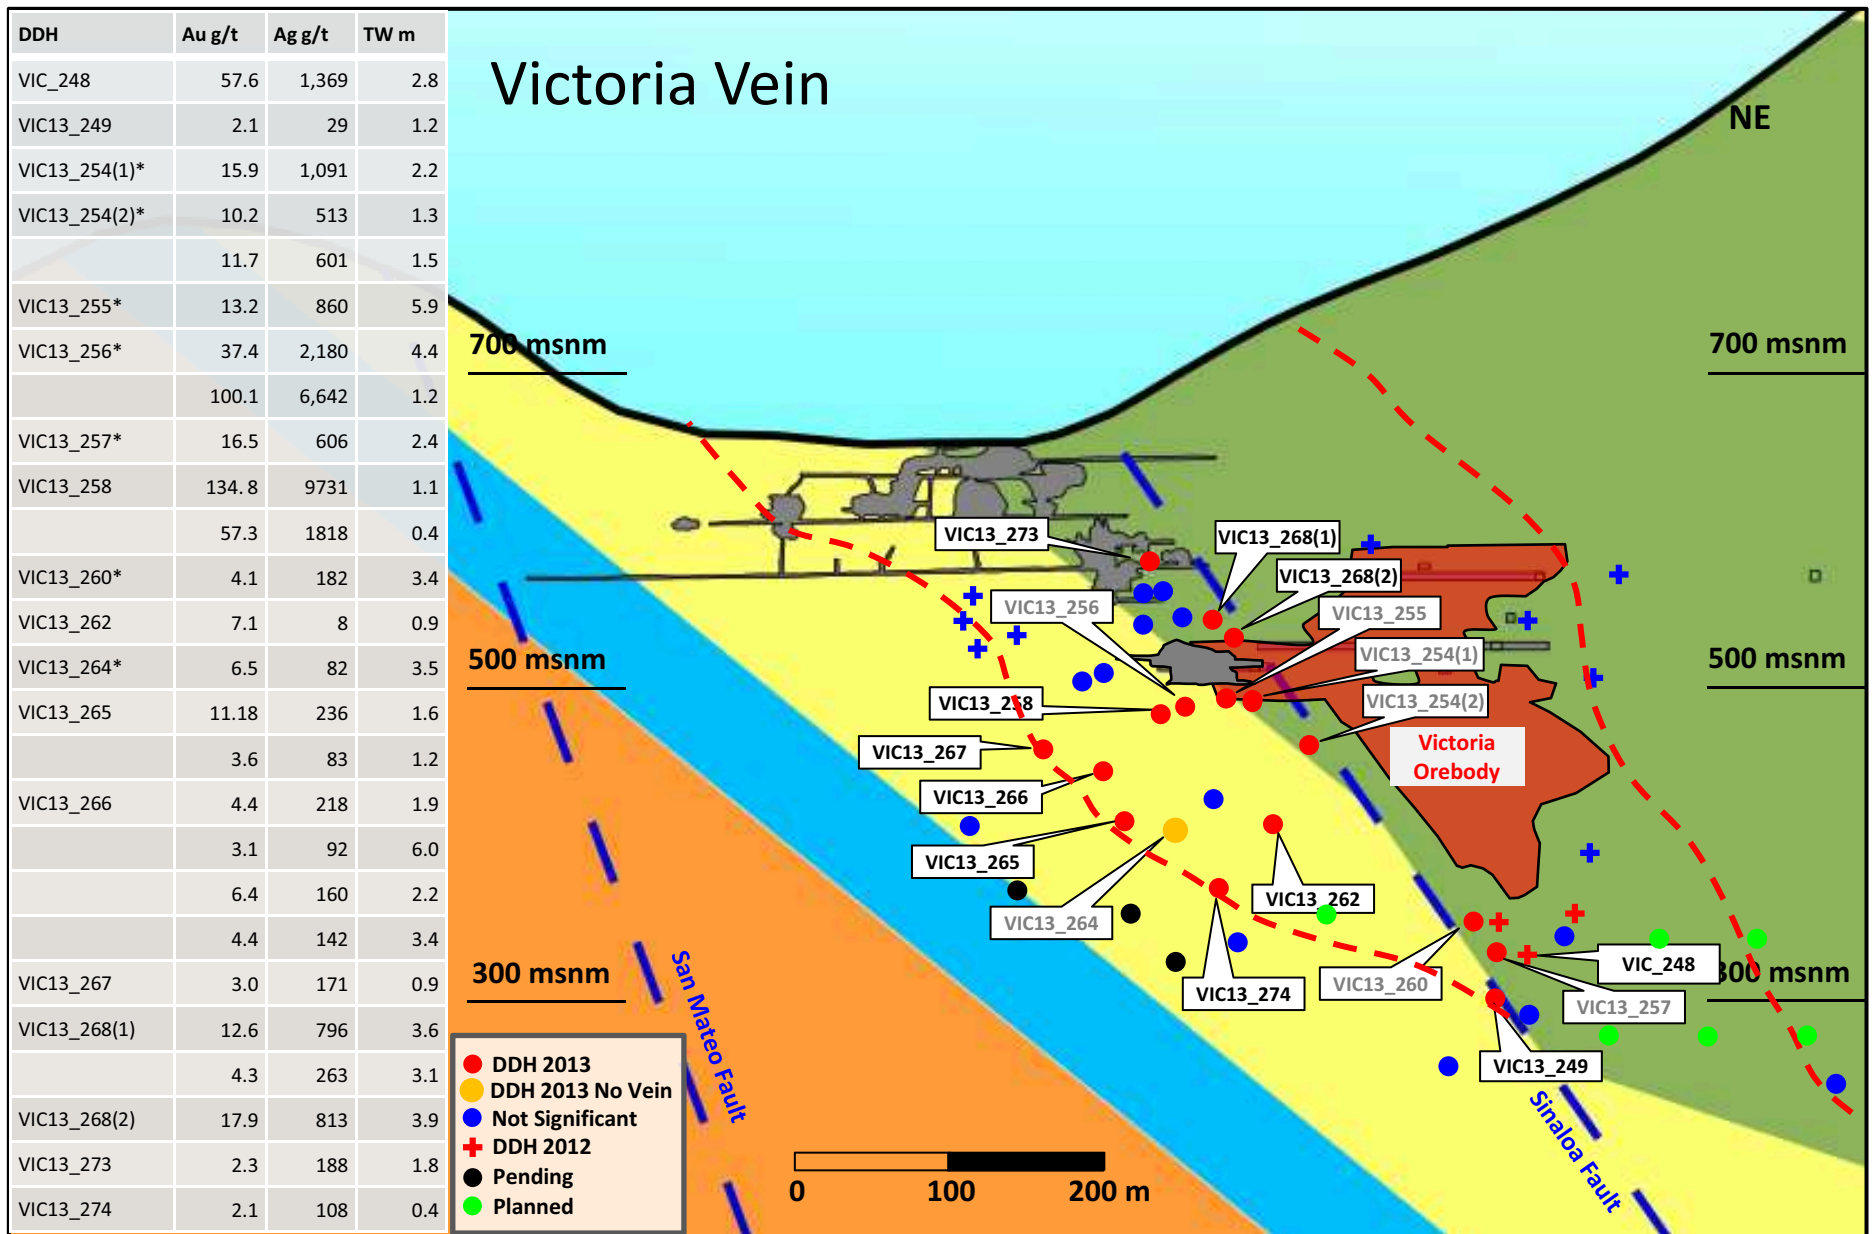 DDH Au g/t Ag g/t TW m
VIC_248 57.6 1,369 2.8
VIC13_249 2.1 29 1.2
VIC13_254(1)* 15.9 1,091 2.2
VIC13_254(2)* 10.2 513 1.3
11.7 601 1.5
VIC13_255* 13.2 860 5.9
VIC13_256* 37.4 2,180 4.4
100.1 6,642 1.2
VIC13_257* 16.5 606 2.4
VIC13_258 134.8 9731 1.1
57.3 1818 0.4
VIC13_260* 4.1 182 3.4
VIC13_262 7.1 8 0.9
VIC13_264* 6.5 82 3.5
VIC13_265 11.18 236 1.6
3.6 83 1.2
VIC13_266 4.4 218 1.9
3.1 92 6.0
6.4 160 2.2
4.4 142 3.4
VIC13_267 3.0 171 0.9
VIC13_268(1) 12.6 796 3.6
4.3 263 3.1
VIC13_268(2) 17.9 813 3.9
VIC13_273 2.3 188 1.8
VIC13_274 2.1 108 0.4
Victoria Vein
NE
700 msnm
700 msnm
VIC13_273
VIC13_268(1)
VIC13_268(2)
VIC13_256
VIC13_255
500 msnm
VIC13_254(1)
500 msnm
VIC13_258
VIC13_254(2)
VIC13_267
Victoria
Orebody
VIC13_266
VIC13_265
VIC13_262
VIC13_264
VIC_248
300 msnm
300 msnm
VIC13_260
VIC13_274
VIC13_257
VIC13_249
San Mateo Fault
Sinaloa Fault
DDH 2013
DDH 2013 No Vein
Not Significant
DDH 2012
Pending
Planned
0 100 200 m